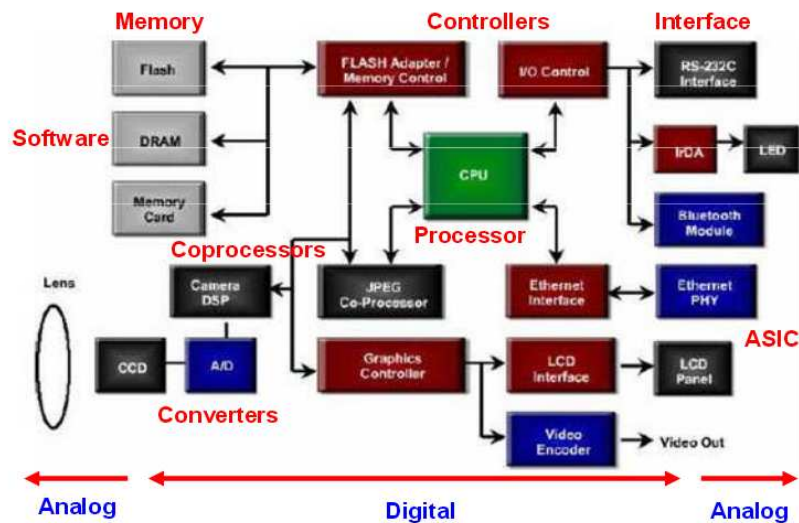 Memory
Controllers
Interface
Flash
FLASH Adapter /
Memory Control
I/O Control
RS-232C
Interface
Software
DRAM
CPU
IrDA
LED
Memory
Card
Bluetooth
Module
Coprocessors
Processor
Lens
Camera
DSP
JPEG
Co-Processor
Ethernet
Interface
Ethernet
PHY
ASIC
CCD
A/D
Graphics
Controller
LCD
Interface
LCD
Panel
Converters
Video
Encoder
Video Out
Analog
Digital
Analog